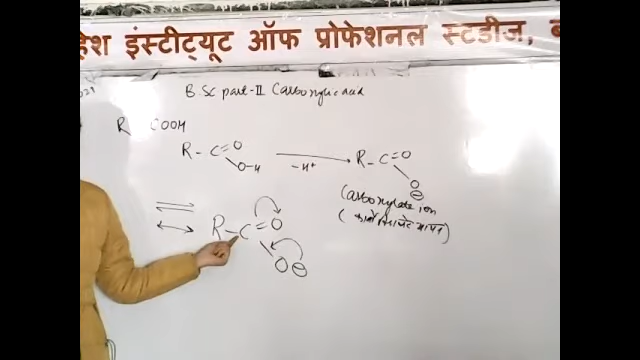 हेश इंस्टीट्यूट ऑफ प्रोफेशनल स्टडीज, ब
B.Sc part-II Carboxylic acid
R COOH
R-C=O
O-H
-H+
R-C=O
O
⊖
Carboxylate ion
R-C=O
O⊖